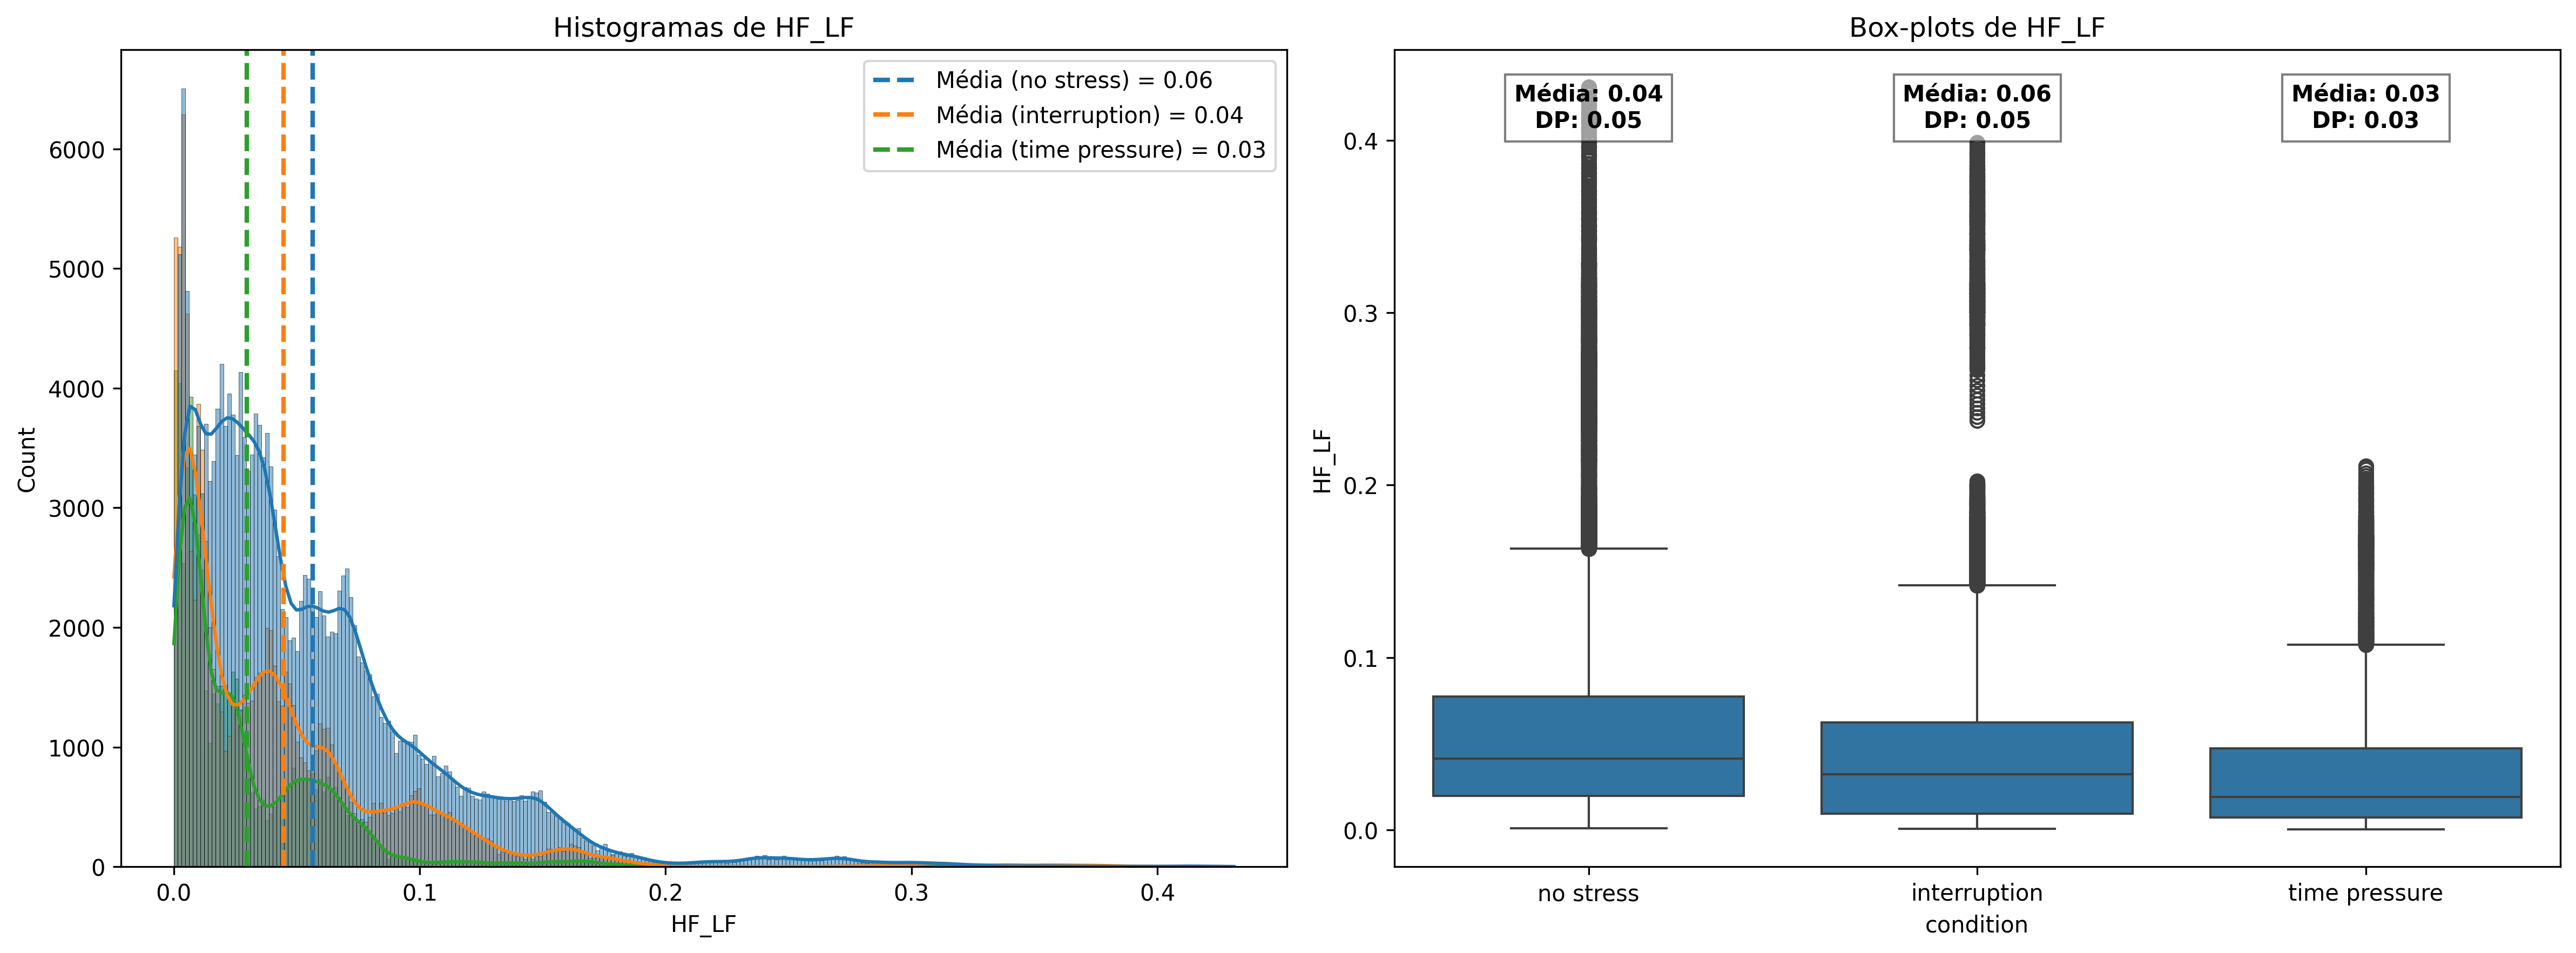 Histogramas de HF_LF
Média (no stress) = 0.06
Média (interruption) = 0.04
Média (time pressure) = 0.03
Count
6000
5000
4000
3000
2000
1000
0
0.0
0.1
0.2
0.3
0.4
HF_LF
Box-plots de HF_LF
Média: 0.04
DP: 0.05
Média: 0.06
DP: 0.05
Média: 0.03
DP: 0.03
HF_LF
0.4
0.3
0.2
0.1
0.0
no stress
interruption
time pressure
condition